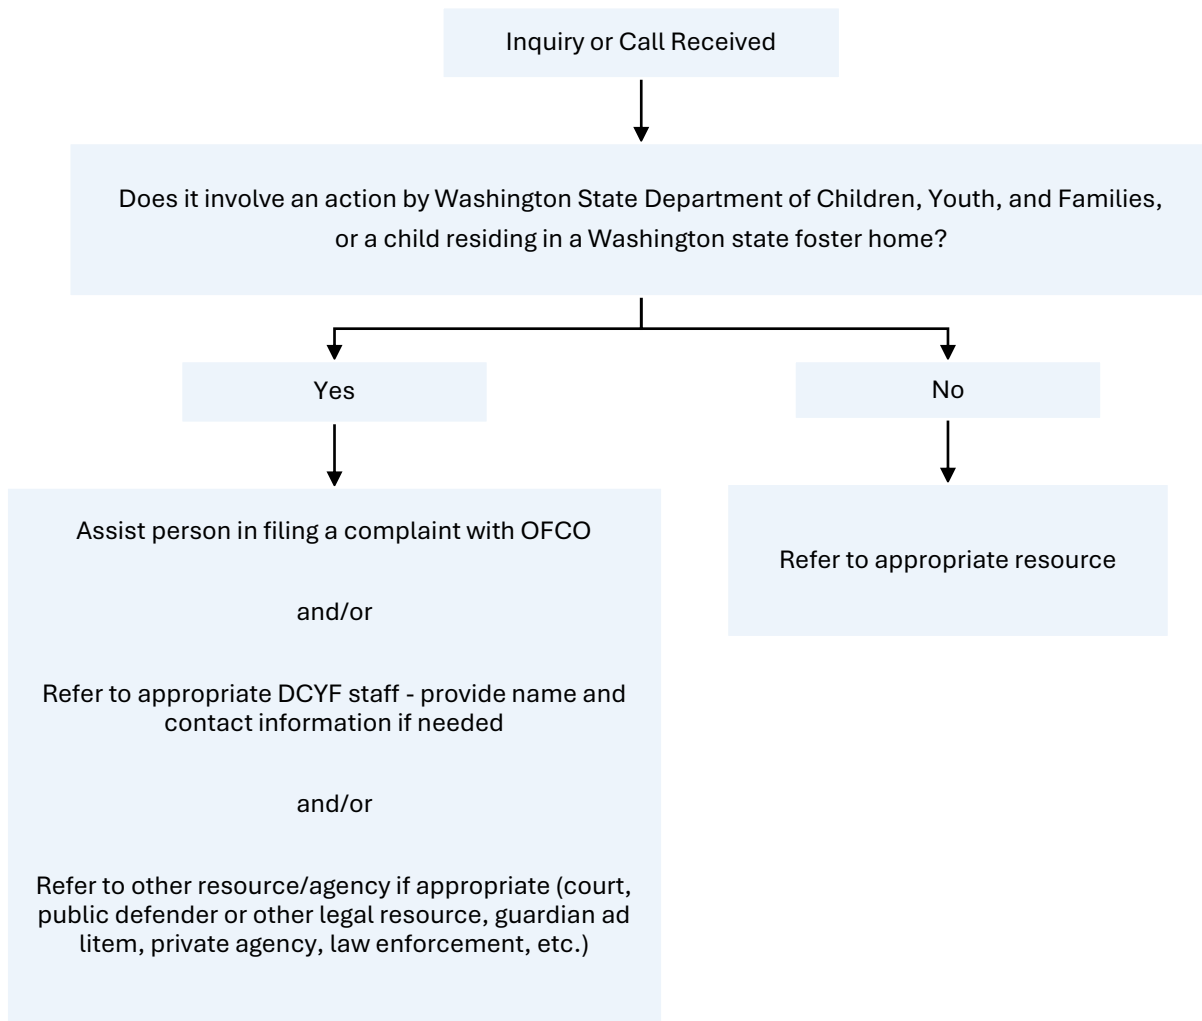 Inquiry or Call Received
Does it involve an action by Washington State Department of Children, Youth, and Families,
or a child residing in a Washington state foster home?
Yes
No
Assist person in filing a complaint with OFCO
and/or
Refer to appropriate DCYF staff - provide name and
contact information if needed
and/or
Refer to other resource/agency if appropriate (court,
public defender or other legal resource, guardian ad
litem, private agency, law enforcement, etc.)
Refer to appropriate resource